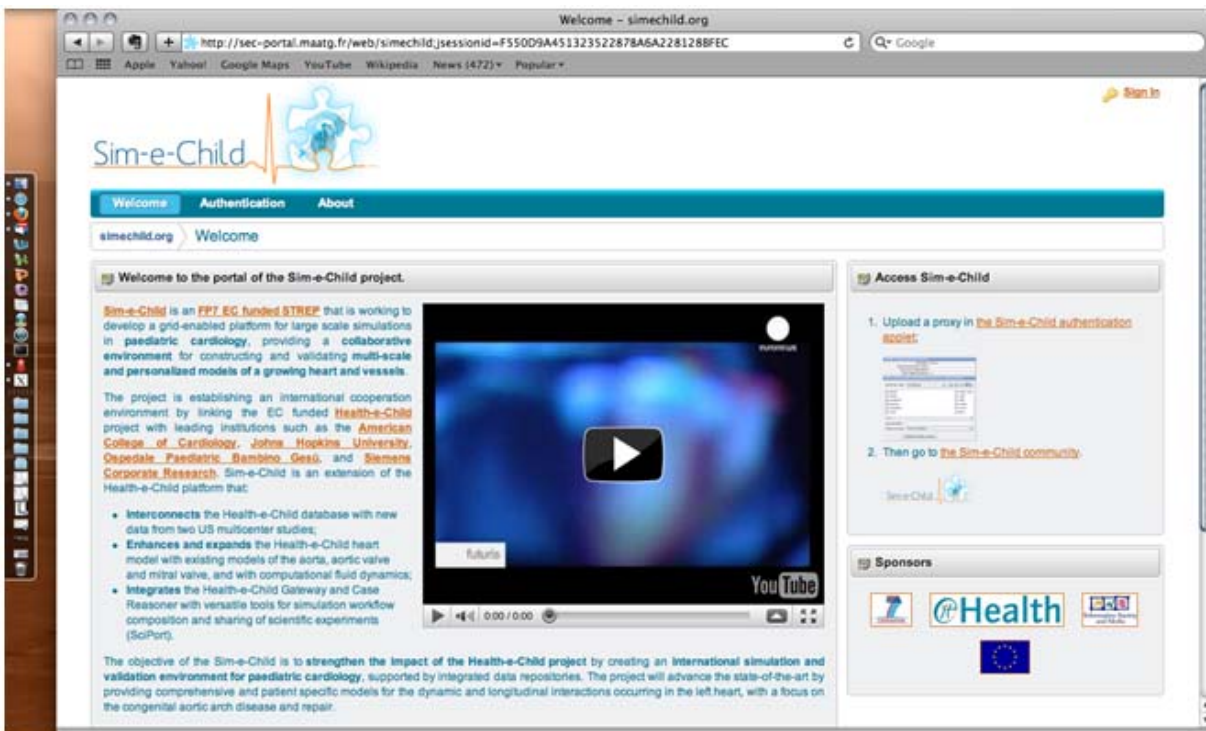 Welcome – simechild.org
http://sec-portal.maatg.fr/web/simechild;jsessionid=F550D9A451323522878A6A228128BFEC
Google
Apple Yahoo! Google Maps YouTube Wikipedia News (472) Popular
Sign In
Sim-e-Child
Welcome Authentication About
simechild.org Welcome
Welcome to the portal of the Sim-e-Child project.
Sim-e-Child is an FP7 EC funded STREP that is working to
develop a grid-enabled platform for large scale simulations
in paediatric cardiology, providing a collaborative
environment for constructing and validating multi-scale
and personalized models of a growing heart and vessels.
The project is establishing an international cooperation
environment by linking the EC funded Health-e-Child
project with leading institutions such as the American
College of Cardiology, Johns Hopkins University,
Ospedale Paediatric Bambino Gesù, and Siemens
Corporate Research. Sim-e-Child is an extension of the
Health-e-Child platform that:
• Interconnects the Health-e-Child database with new
data from two US multicenter studies;
• Enhances and expands the Health-e-Child heart
model with existing models of the aorta, aortic valve
and mitral valve, and with computational fluid dynamics;
• Integrates the Health-e-Child Gateway and Case
Reasoner with versatile tools for simulation workflow
composition and sharing of scientific experiments
(SciPort).
euronews
futuris
YouTube
0:00 / 0:00
The objective of the Sim-e-Child is to strengthen the impact of the Health-e-Child project by creating an international simulation and
validation environment for paediatric cardiology, supported by integrated data repositories. The project will advance the state-of-the-art by
providing comprehensive and patient specific models for the dynamic and longitudinal interactions occurring in the left heart, with a focus on
the congenital aortic arch disease and repair.
Access Sim-e-Child
1. Upload a proxy in the Sim-e-Child authentication
applet:
2. Then go to the Sim-e-Child community.
Sim-e-Child
Sponsors
Health
Information Society
and Media